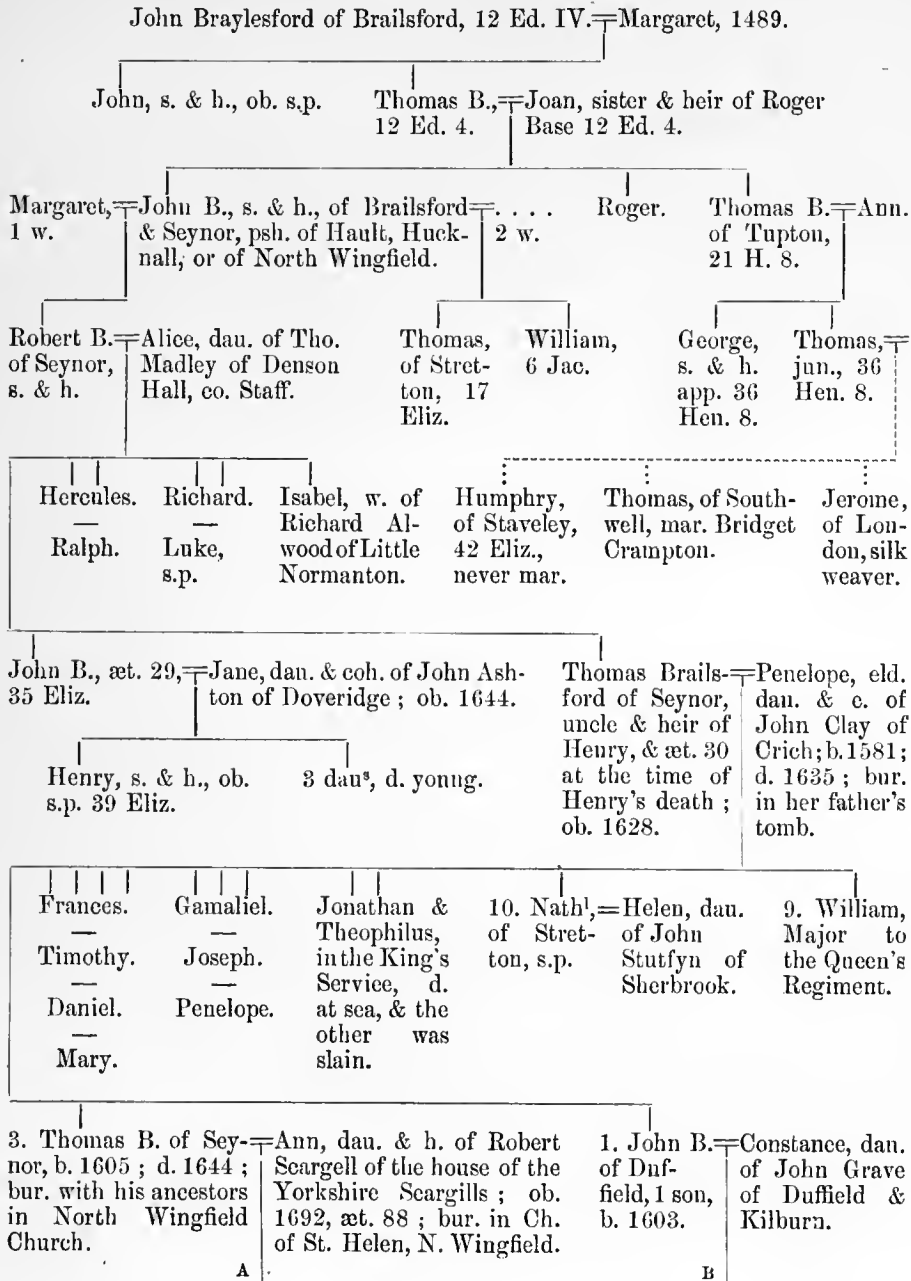 John Braylesford of Brailsford, 12 Ed. IV.=Margaret, 1489.
John, s. & h., ob. s.p.
Thomas B.,=Joan, sister & heir of Roger
12 Ed. 4. Base 12 Ed. 4.
Margaret,=John B., s. & h., of Brailsford=. . . .
1 w. & Seynor, psh. of Hault, Huck- 2 w.
nall, or of North Wingfield.
Roger.
Thomas B.=Ann.
of Tupton,
21 H. 8.
Robert B.=Alice, dau. of Tho.
of Seynor, Madley of Denson
s. & h. Hall, co. Staff.
Thomas,
of Stret-
ton, 17
Eliz.
William,
6 Jac.
George,
s. & h.
app. 36
Hen. 8.
Thomas,=
jun., 36
Hen. 8.
Hercules.
—
Ralph.
Richard.
—
Luke,
s.p.
Isabel, w. of
Richard Al-
wood of Little
Normanton.
Humphry,
of Staveley,
42 Eliz.,
never mar.
Thomas, of South-
well, mar. Bridget
Crampton.
Jerome,
of Lon-
don, silk
weaver.
John B., æt. 29,=Jane, dau. & coh. of John Ash-
35 Eliz. ton of Doveridge ; ob. 1644.
Thomas Brails-=Penelope, eld.
ford of Seynor, dau. & c. of
uncle & heir of John Clay of
Henry, & æt. 30 Crich; b. 1581;
at the time of d. 1635 ; bur.
Henry's death ; in her father's
ob. 1628. tomb.
Henry, s. & h., ob.
s.p. 39 Eliz.
3 dauˢ, d. yonng.
Frances.
—
Timothy.
—
Daniel.
—
Mary.
Gamaliel.
—
Joseph.
—
Penelope.
Jonathan &
Theophilus,
in the King's
Service, d.
at sea, & the
other was
slain.
10. Nathˡ,=Helen, dau.
of Stret- of John
ton, s.p. Stutfyn of
Sherbrook.
9. William,
Major to
the Queen's
Regiment.
3. Thomas B. of Sey-=Ann, dau. & h. of Robert
nor, b. 1605 ; d. 1644 ; Scargell of the house of the
bur. with his ancestors Yorkshire Scargills ; ob.
in North Wingfield 1692, æt. 88 ; bur. in Ch.
Church. of St. Helen, N. Wingfield.
A
1. John B.=Constance, dau.
of Duf- of John Grave
field, 1 son, of Duffield &
b. 1603. Kilburn.
B